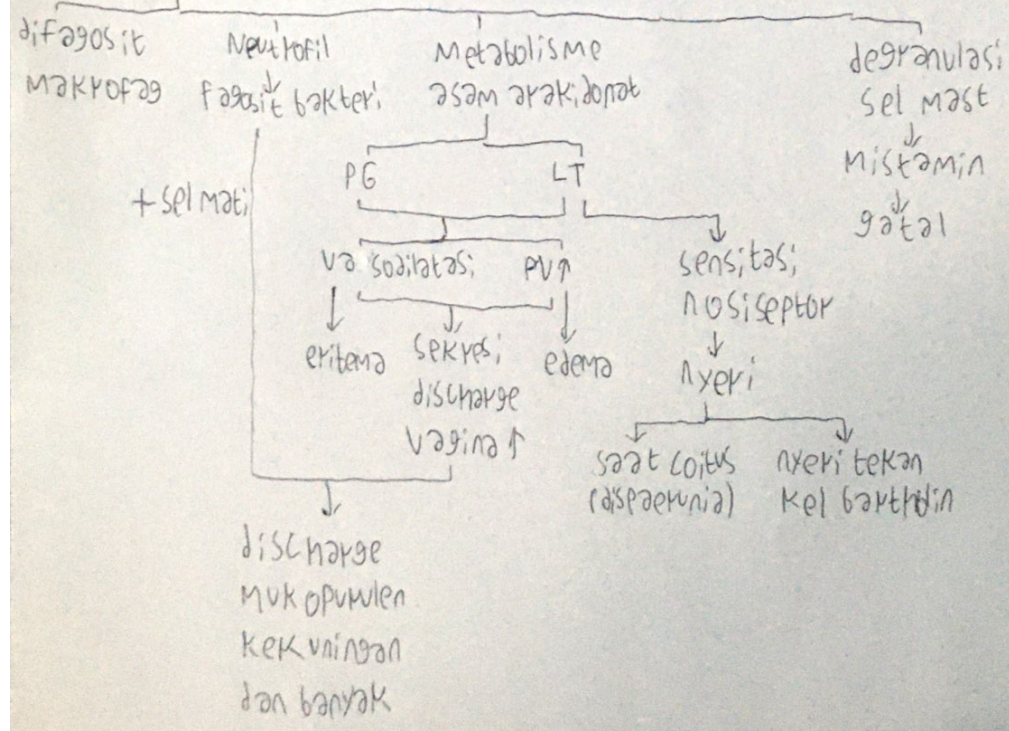 difagosit
makrofag
Neutrofil
fagosit bakteri
Metabolisme
asam arakidonat
degranulasi
sel mast
Histamin
gatal
+ sel mati
PG
LT
vasodilatasi
PV↑
sensitasi
nosiseptor
nyeri
eritema
sekresi
discharge
vagina ↑
edema
saat coitus
(dispaerunia)
nyeri tekan
kel bartholin
discharge
mukopurulen
kekuningan
dan banyak